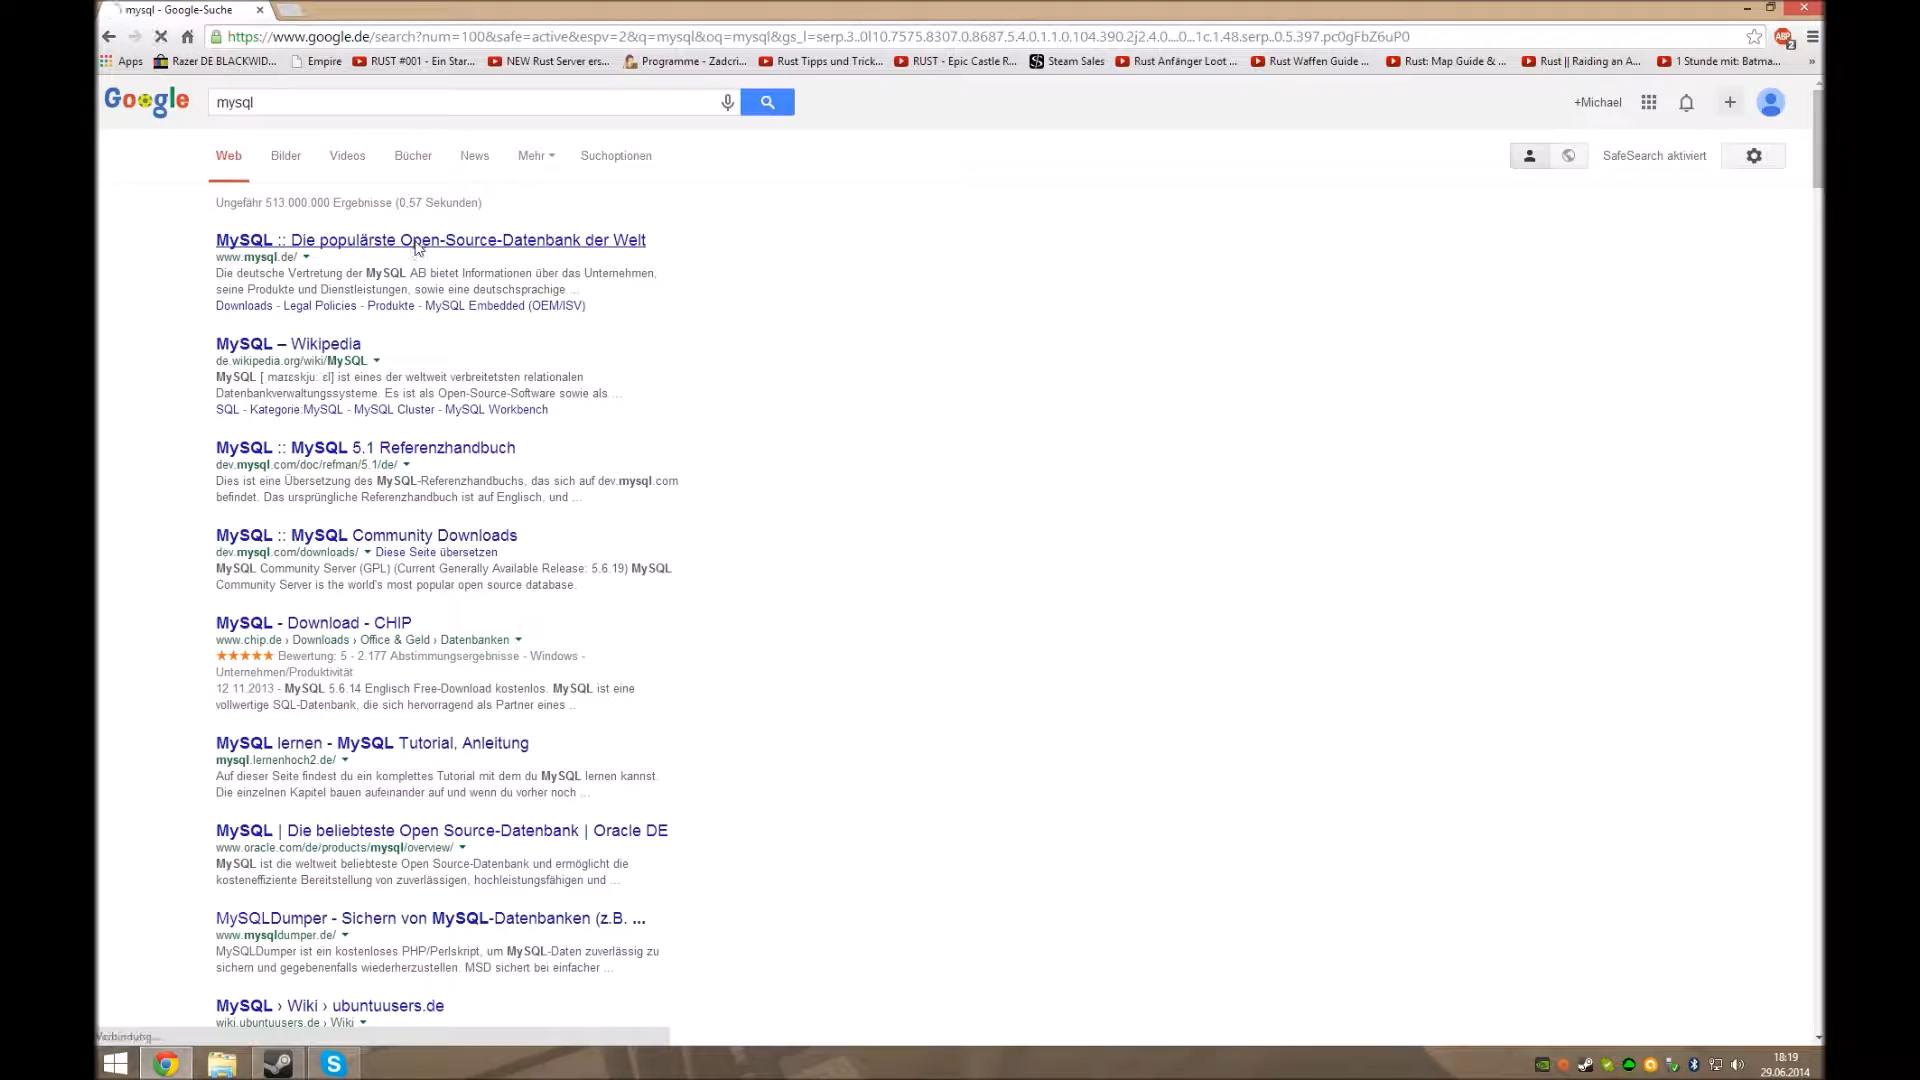 mysql - Google-Suche
https://www.google.de/search?num=100&safe=active&espv=2&q=mysql&oq=mysql&gs_l=serp.3..0l10.7575.8307.0.8687.5.4.0.1.1.0.104.390.2j2.4.0....0...1c.1.48.serp..0.5.397.pc0gFbZ6uP0
Apps Razer DE BLACKWID... Empire RUST #001 - Ein Star... NEW Rust Server ers... Programme - Zadcri... Rust Tipps und Trick... RUST - Epic Castle R... Steam Sales Rust Anfänger Loot ... Rust Waffen Guide ... Rust: Map Guide & ... Rust || Raiding an A... 1 Stunde mit: Batma... »
Google mysql +Michael
Web Bilder Videos Bücher News Mehr Suchoptionen SafeSearch aktiviert
Ungefähr 513.000.000 Ergebnisse (0,57 Sekunden)
MySQL :: Die populärste Open-Source-Datenbank der Welt
www.mysql.de/
Die deutsche Vertretung der MySQL AB bietet Informationen über das Unternehmen,
seine Produkte und Dienstleistungen, sowie eine deutschsprachige ...
Downloads - Legal Policies - Produkte - MySQL Embedded (OEM/ISV)
MySQL – Wikipedia
de.wikipedia.org/wiki/MySQL
MySQL [ˌmaɪɛskjuːˈɛl] ist eines der weltweit verbreitetsten relationalen
Datenbankverwaltungssysteme. Es ist als Open-Source-Software sowie als ...
SQL - Kategorie:MySQL - MySQL Cluster - MySQL Workbench
MySQL :: MySQL 5.1 Referenzhandbuch
dev.mysql.com/doc/refman/5.1/de/
Dies ist eine Übersetzung des MySQL-Referenzhandbuchs, das sich auf dev.mysql.com
befindet. Das ursprüngliche Referenzhandbuch ist auf Englisch, und ...
MySQL :: MySQL Community Downloads
dev.mysql.com/downloads/ Diese Seite übersetzen
MySQL Community Server (GPL) (Current Generally Available Release: 5.6.19) MySQL
Community Server is the world's most popular open source database.
MySQL - Download - CHIP
www.chip.de › Downloads › Office & Geld › Datenbanken
★★★★★ Bewertung: 5 - 2.177 Abstimmungsergebnisse - Windows -
Unternehmen/Produktivität
12.11.2013 - MySQL 5.6.14 Englisch Free-Download kostenlos. MySQL ist eine
vollwertige SQL-Datenbank, die sich hervorragend als Partner eines ...
MySQL lernen - MySQL Tutorial, Anleitung
mysql.lernenhoch2.de/
Auf dieser Seite findest du ein komplettes Tutorial mit dem du MySQL lernen kannst.
Die einzelnen Kapitel bauen aufeinander auf und wenn du vorher noch ...
MySQL | Die beliebteste Open Source-Datenbank | Oracle DE
www.oracle.com/de/products/mysql/overview/
MySQL ist die weltweit beliebteste Open Source-Datenbank und ermöglicht die
kosteneffiziente Bereitstellung von zuverlässigen, hochleistungsfähigen und ...
MySQLDumper - Sichern von MySQL-Datenbanken (z.B. ...
www.mysqldumper.de/
MySQLDumper ist ein kostenloses PHP/Perlskript, um MySQL-Daten zuverlässig zu
sichern und gegebenenfalls wiederherzustellen. MSD sichert bei einfacher ...
MySQL › Wiki › ubuntuusers.de
wiki.ubuntuusers.de › Wiki
18:19
29.06.2014